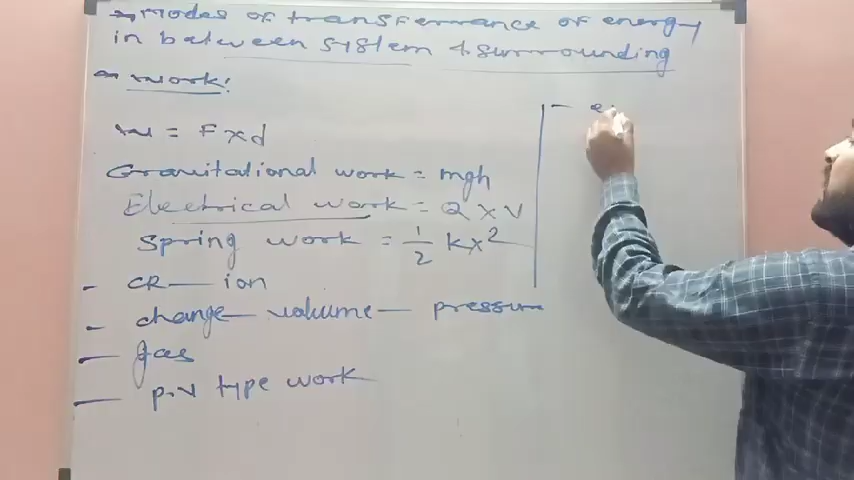 → Modes of transferrance of energy
in between system & surrounding
→ Work:
W = F x d
Gravitational work = mgh
Electrical work = Q x V
Spring work = 1/2 kx²
- CR — ion
- change — volume — pressure
- gas
- P.V type work